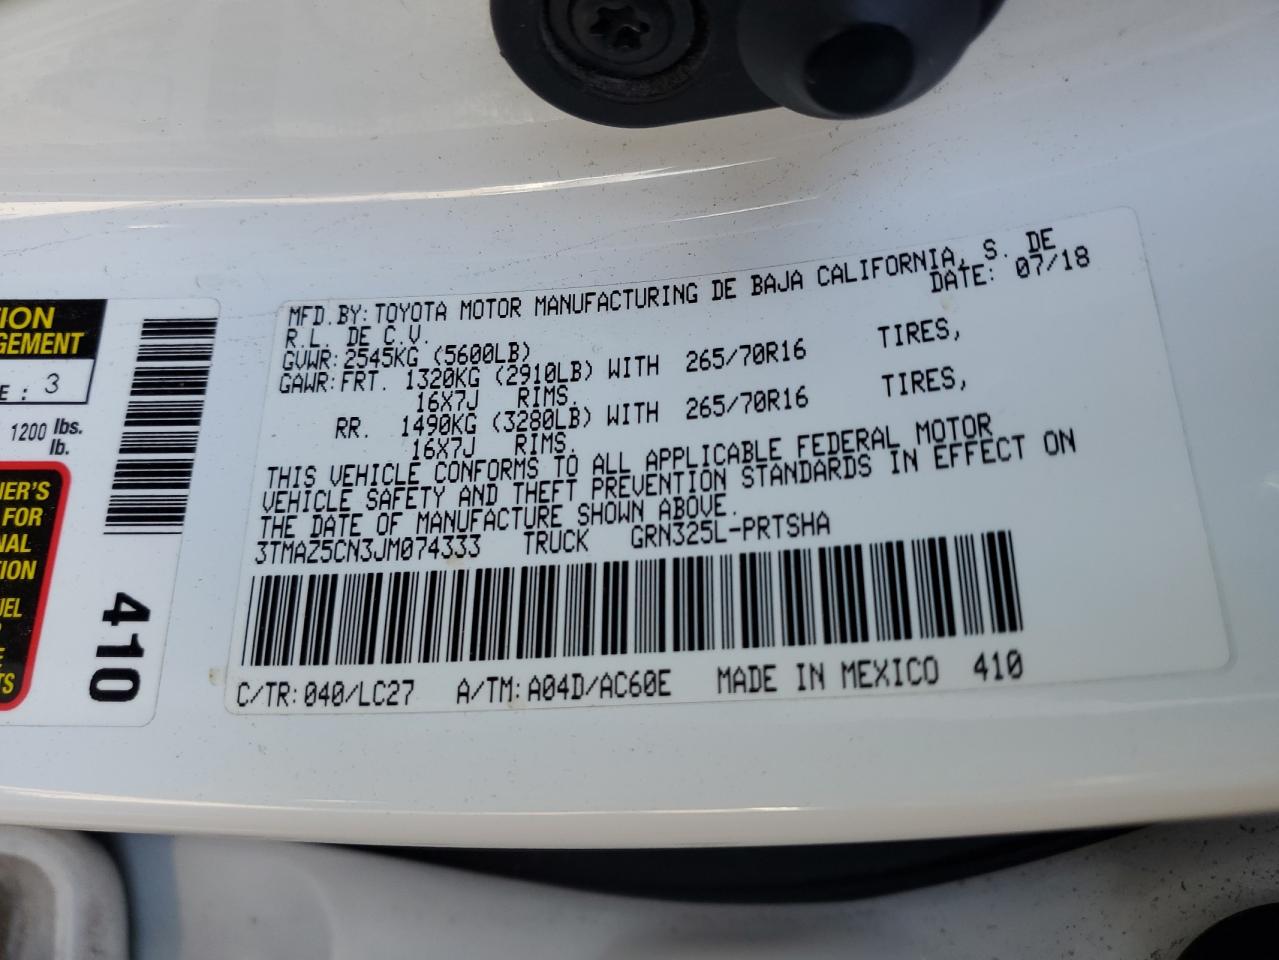 MFD.BY:TOYOTA MOTOR MANUFACTURING DE BAJA CALIFORNIA, S. DE
R.L. DE C.V. DATE: 07/18
GVWR:2545KG (5600LB)
GAWR:FRT. 1320KG (2910LB) WITH 265/70R16 TIRES,
16X7J RIMS.
RR. 1490KG (3280LB) WITH 265/70R16 TIRES,
16X7J RIMS.
THIS VEHICLE CONFORMS TO ALL APPLICABLE FEDERAL MOTOR
VEHICLE SAFETY AND THEFT PREVENTION STANDARDS IN EFFECT ON
THE DATE OF MANUFACTURE SHOWN ABOVE.
3TMAZ5CN3JM074333 TRUCK GRN325L-PRTSHA
C/TR:040/LC27 A/TM:A04D/AC60E MADE IN MEXICO 410
TION
GEMENT
E : 3
1200 lbs.
lb.
NER'S
FOR
NAL
TION
UEL
E
TS
410